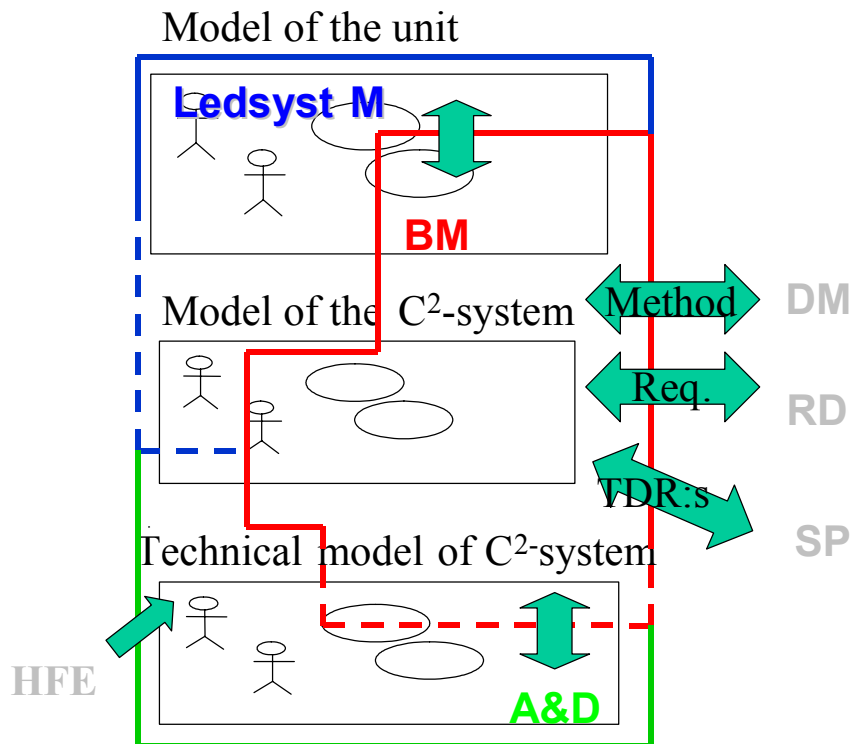 Model of the unit
Ledsyst M
BM
Method
DM
Model of the C²-system
Req.
RD
TDR:s
SP
Technical model of C²-system
HFE
A&D